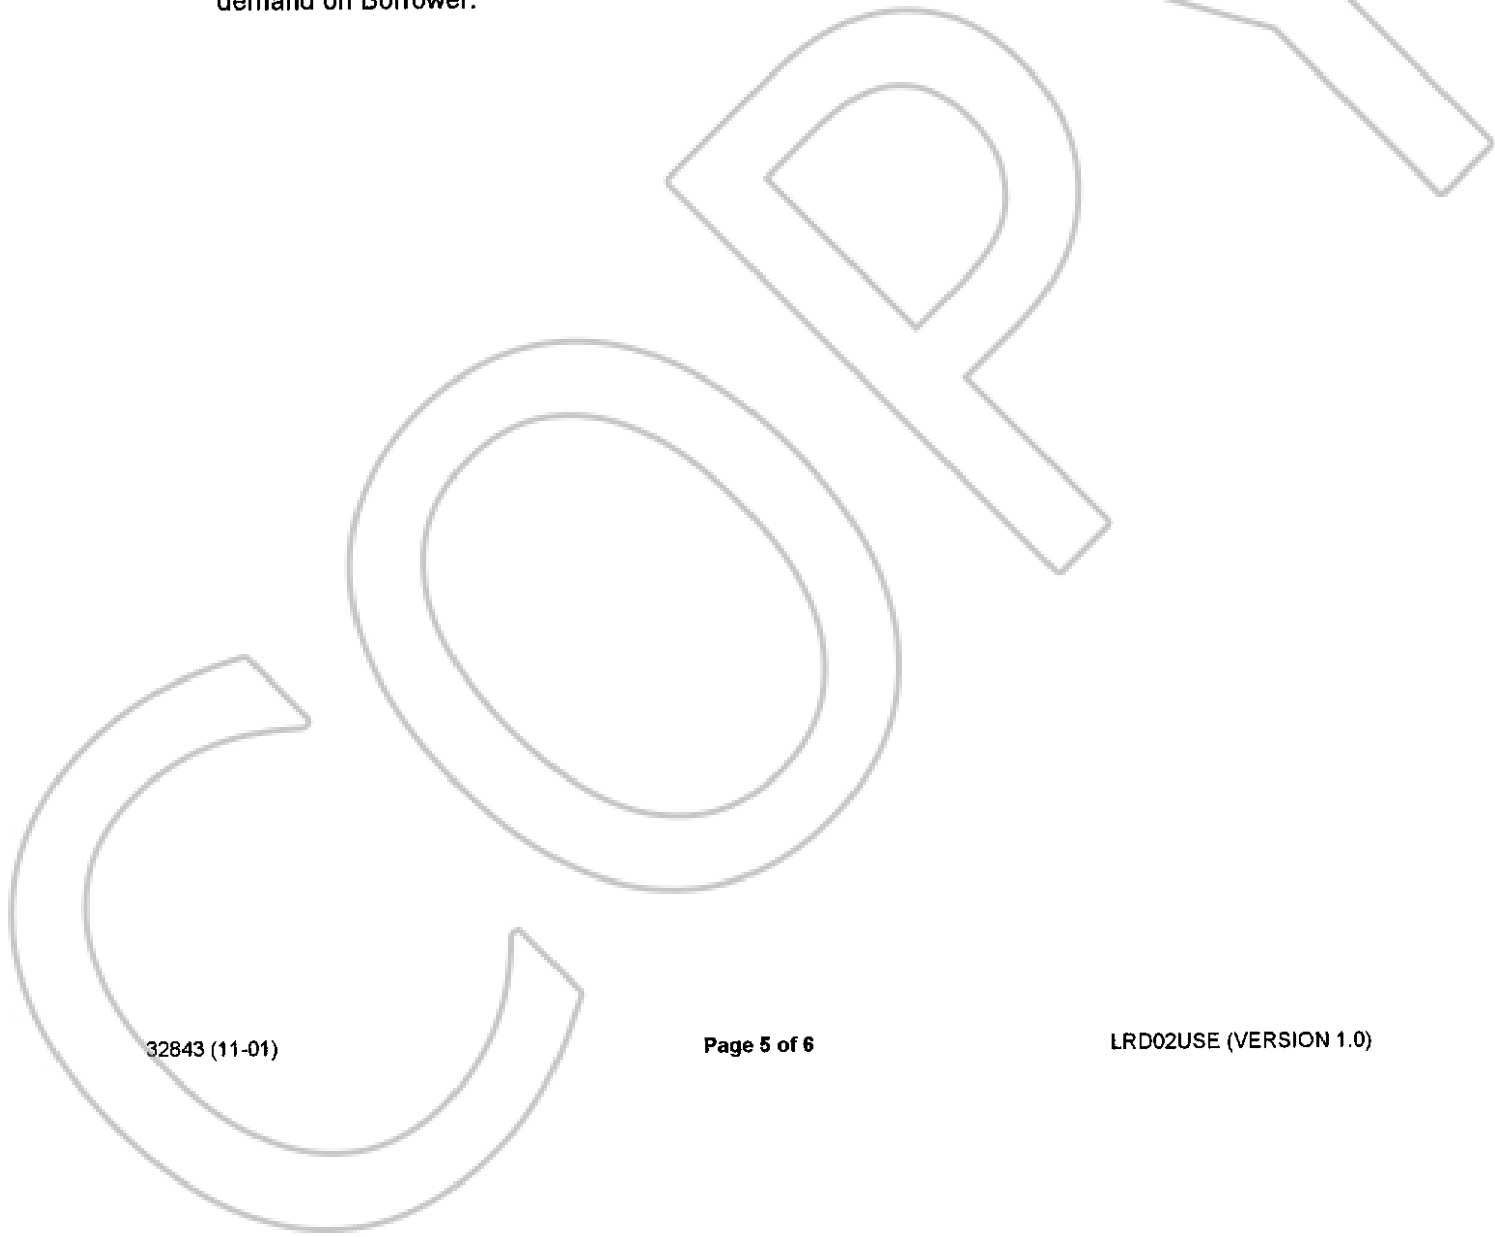 demand on Borrower.
COPY
32843 (11-01) Page 5 of 6 LRD02USE (VERSION 1.0)